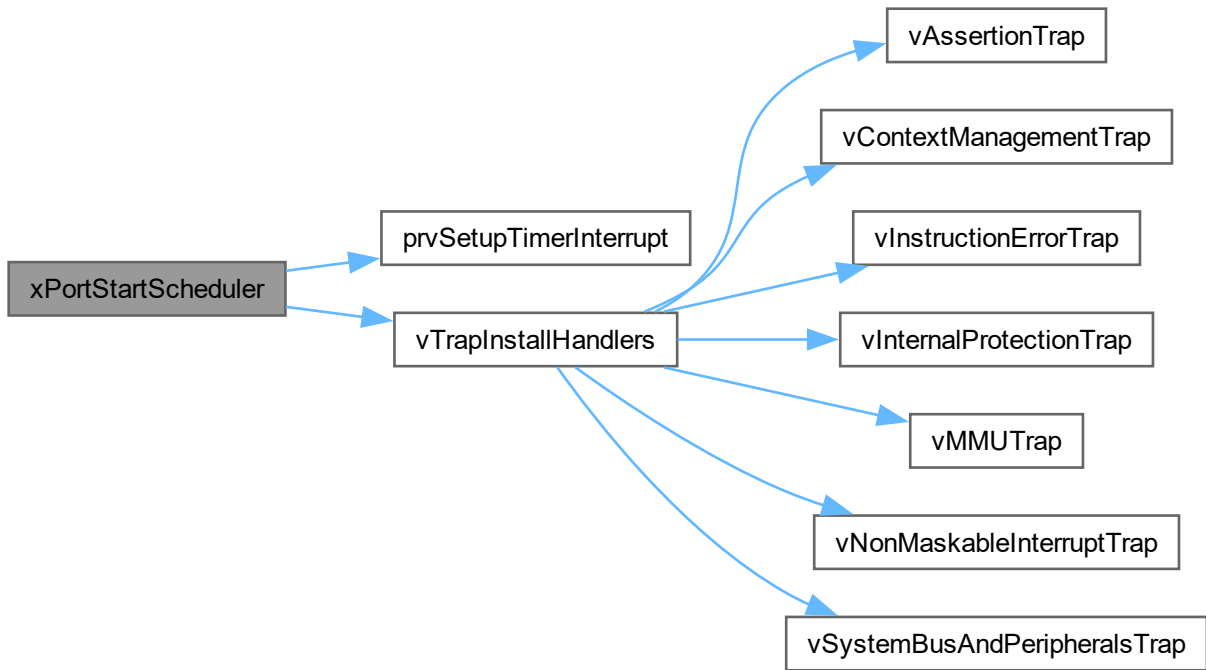 xPortStartScheduler
prvSetupTimerInterrupt
vTrapInstallHandlers
vAssertionTrap
vContextManagementTrap
vInstructionErrorTrap
vInternalProtectionTrap
vMMUTrap
vNonMaskableInterruptTrap
vSystemBusAndPeripheralsTrap